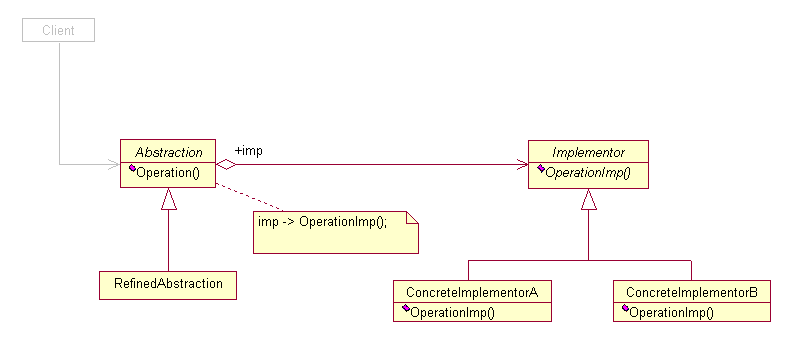 Client
Abstraction
Operation()
+imp
Implementor
OperationImp()
imp -> OperationImp();
RefinedAbstraction
ConcreteImplementorA
OperationImp()
ConcreteImplementorB
OperationImp()